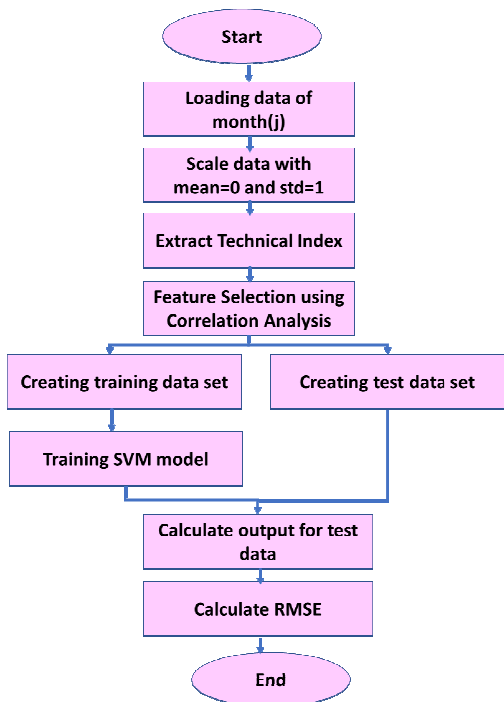 Start
Loading data of
month(j)
Scale data with
mean=0 and std=1
Extract Technical Index
Feature Selection using
Correlation Analysis
Creating training data set
Creating test data set
Training SVM model
Calculate output for test
data
Calculate RMSE
End